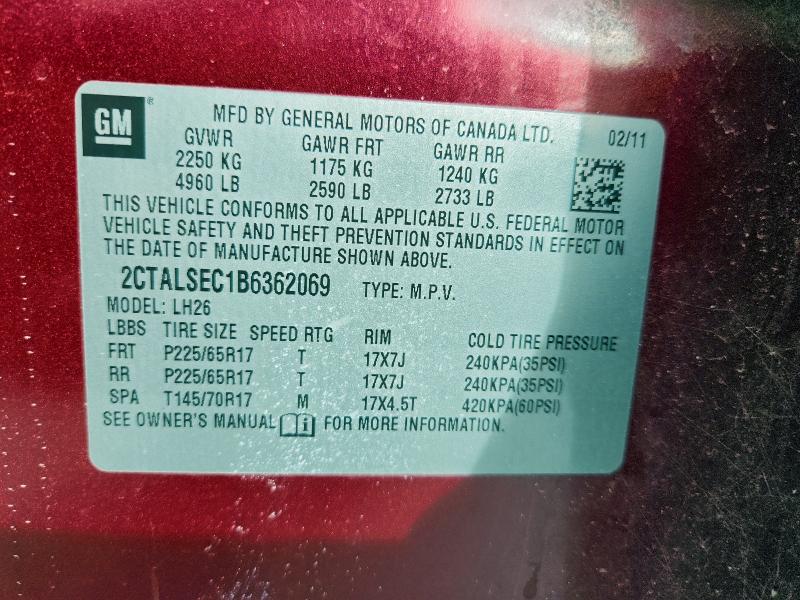 GM
MFD BY GENERAL MOTORS OF CANADA LTD. 02/11
GVWR GAWR FRT GAWR RR
2250 KG 1175 KG 1240 KG
4960 LB 2590 LB 2733 LB
THIS VEHICLE CONFORMS TO ALL APPLICABLE U.S. FEDERAL MOTOR
VEHICLE SAFETY AND THEFT PREVENTION STANDARDS IN EFFECT ON
THE DATE OF MANUFACTURE SHOWN ABOVE.
2CTALSEC1B6362069 TYPE: M.P.V.
MODEL: LH26
LBBS TIRE SIZE SPEED RTG RIM COLD TIRE PRESSURE
FRT P225/65R17 T 17X7J 240KPA(35PSI)
RR P225/65R17 T 17X7J 240KPA(35PSI)
SPA T145/70R17 M 17X4.5T 420KPA(60PSI)
SEE OWNER'S MANUAL FOR MORE INFORMATION.